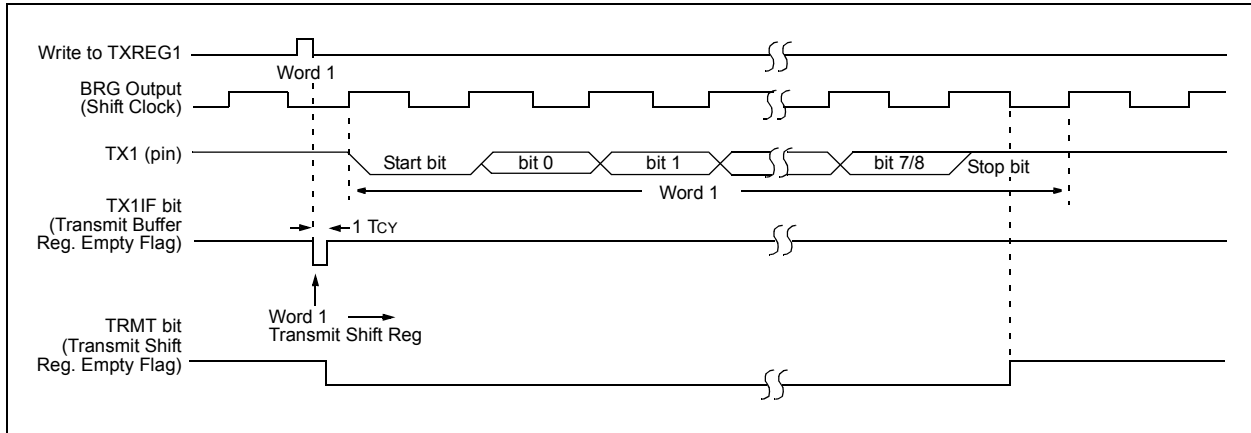 Write to TXREG1
Word 1
BRG Output
(Shift Clock)
TX1 (pin)
Start bit
bit 0
bit 1
bit 7/8
Stop bit
Word 1
TX1IF bit
(Transmit Buffer
Reg. Empty Flag)
1 TCY
Word 1
Transmit Shift Reg
TRMT bit
(Transmit Shift
Reg. Empty Flag)